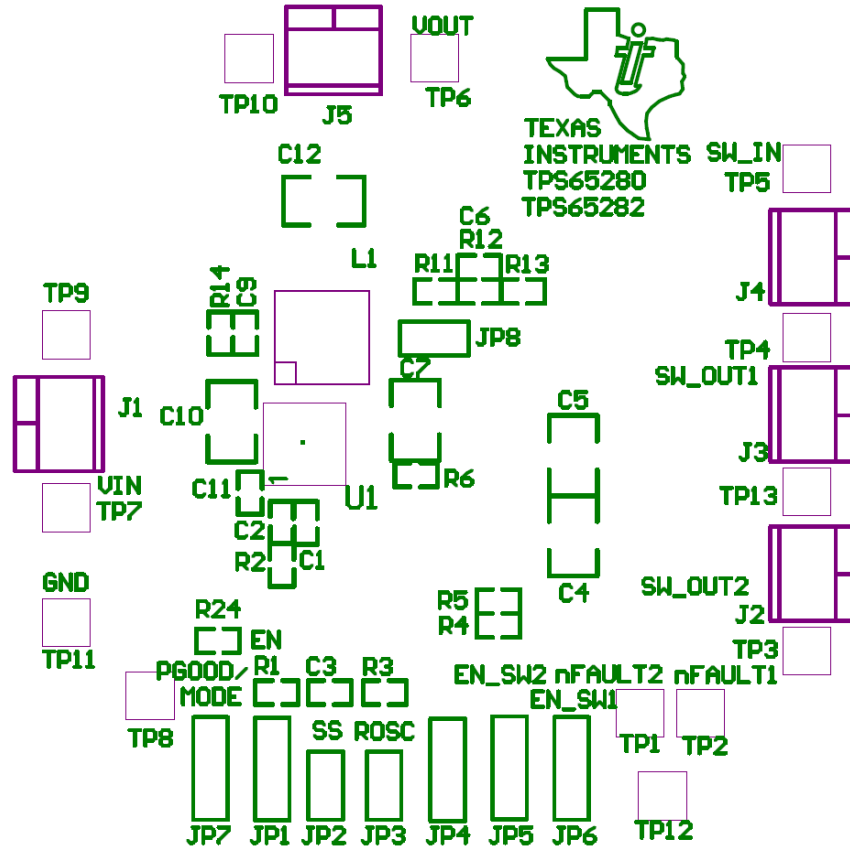 VOUT
TP10
J5
TP6
TEXAS
INSTRUMENTS
TPS65280
TPS65282
SW_IN
TP5
C12
C6
R12
R11
R13
L1
R14
C9
TP9
J4
JP8
TP4
C7
SW_OUT1
C5
J1
C10
J3
R6
C11
1
U1
TP13
VIN
TP7
C2
R2
C1
GND
SW_OUT2
C4
R5
R4
J2
R24
EN
TP11
TP3
PGOOD/
MODE
R1
C3
R3
EN_SW2
nFAULT2
nFAULT1
EN_SW1
SS
ROSC
TP8
TP1
TP2
TP12
JP7
JP1
JP2
JP3
JP4
JP5
JP6